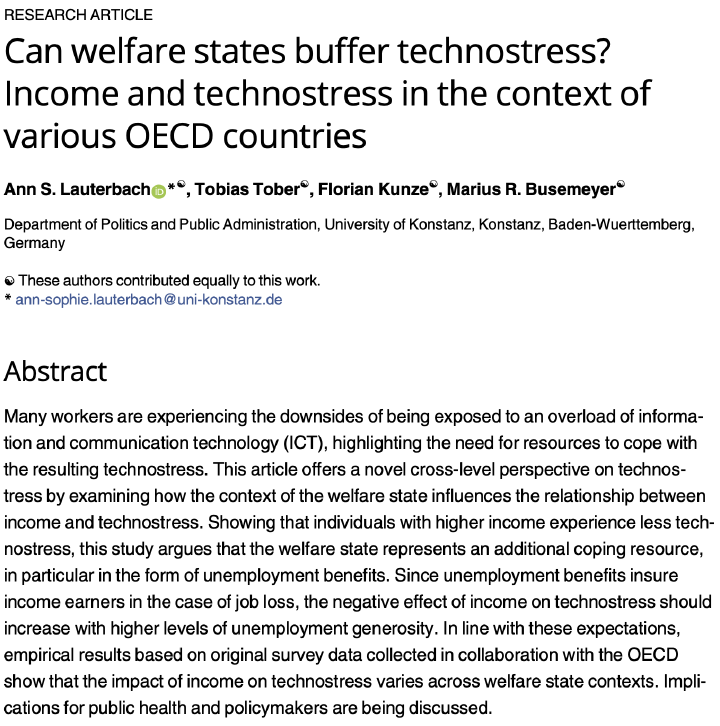 RESEARCH ARTICLE
Can welfare states buffer technostress?
Income and technostress in the context of
various OECD countries
Ann S. Lauterbach iD *☯, Tobias Tober☯, Florian Kunze☯, Marius R. Busemeyer☯
Department of Politics and Public Administration, University of Konstanz, Konstanz, Baden-Wuerttemberg,
Germany
☯ These authors contributed equally to this work.
* ann-sophie.lauterbach@uni-konstanz.de
Abstract
Many workers are experiencing the downsides of being exposed to an overload of informa-
tion and communication technology (ICT), highlighting the need for resources to cope with
the resulting technostress. This article offers a novel cross-level perspective on technos-
tress by examining how the context of the welfare state influences the relationship between
income and technostress. Showing that individuals with higher income experience less tech-
nostress, this study argues that the welfare state represents an additional coping resource,
in particular in the form of unemployment benefits. Since unemployment benefits insure
income earners in the case of job loss, the negative effect of income on technostress should
increase with higher levels of unemployment generosity. In line with these expectations,
empirical results based on original survey data collected in collaboration with the OECD
show that the impact of income on technostress varies across welfare state contexts. Impli-
cations for public health and policymakers are being discussed.